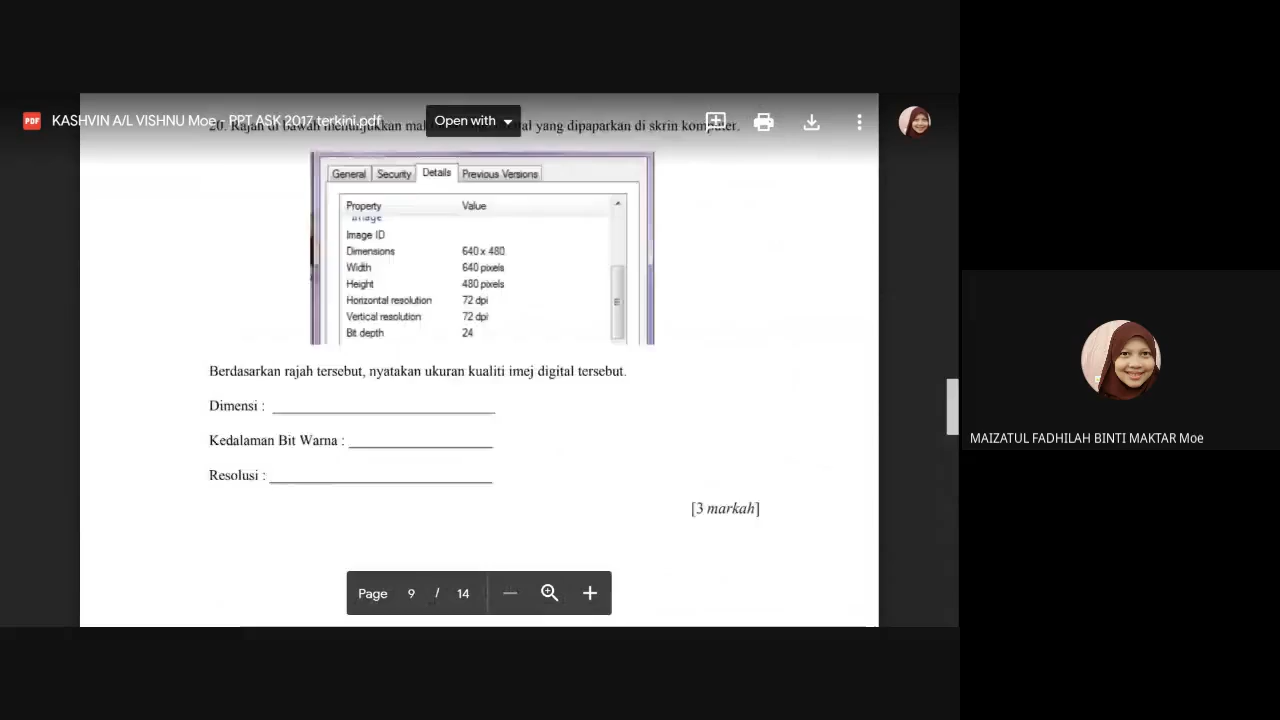 PDF KASHVIN A/L VISHNU Moe - PPT ASK 2017 terkini.pdf
Open with
20. Rajah di bawah menunjukkan yang dipaparkan di skrin komputer.
General Security Details Previous Versions
Property Value
Image
Image ID
Dimensions 640 x 480
Width 640 pixels
Height 480 pixels
Horizontal resolution 72 dpi
Vertical resolution 72 dpi
Bit depth 24
Berdasarkan rajah tersebut, nyatakan ukuran kualiti imej digital tersebut.
Dimensi :
Kedalaman Bit Warna :
Resolusi :
[3 markah]
Page 9 / 14
MAIZATUL FADHILAH BINTI MAKTAR Moe